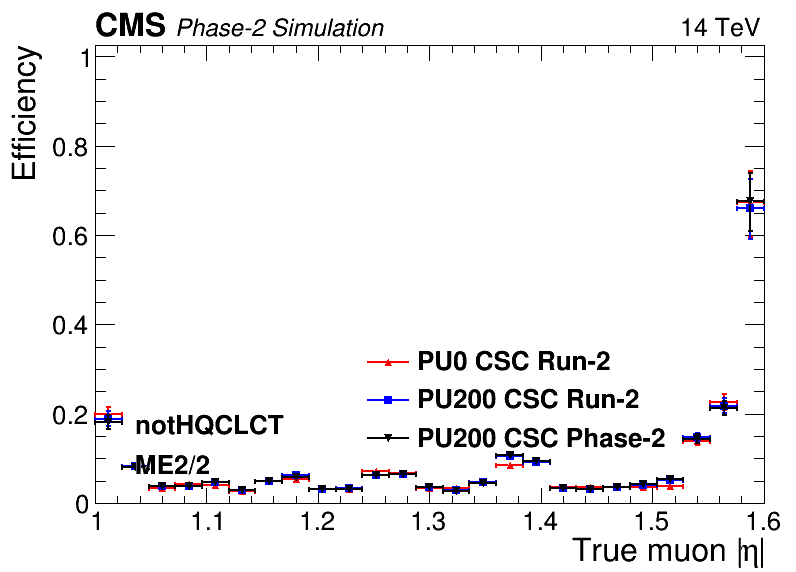 CMS Phase-2 Simulation 14 TeV
Efficiency
1
0.8
0.6
0.4
0.2
0
PU0 CSC Run-2
PU200 CSC Run-2
PU200 CSC Phase-2
notHQCLCT
ME2/2
1 1.1 1.2 1.3 1.4 1.5 1.6
True muon |η|